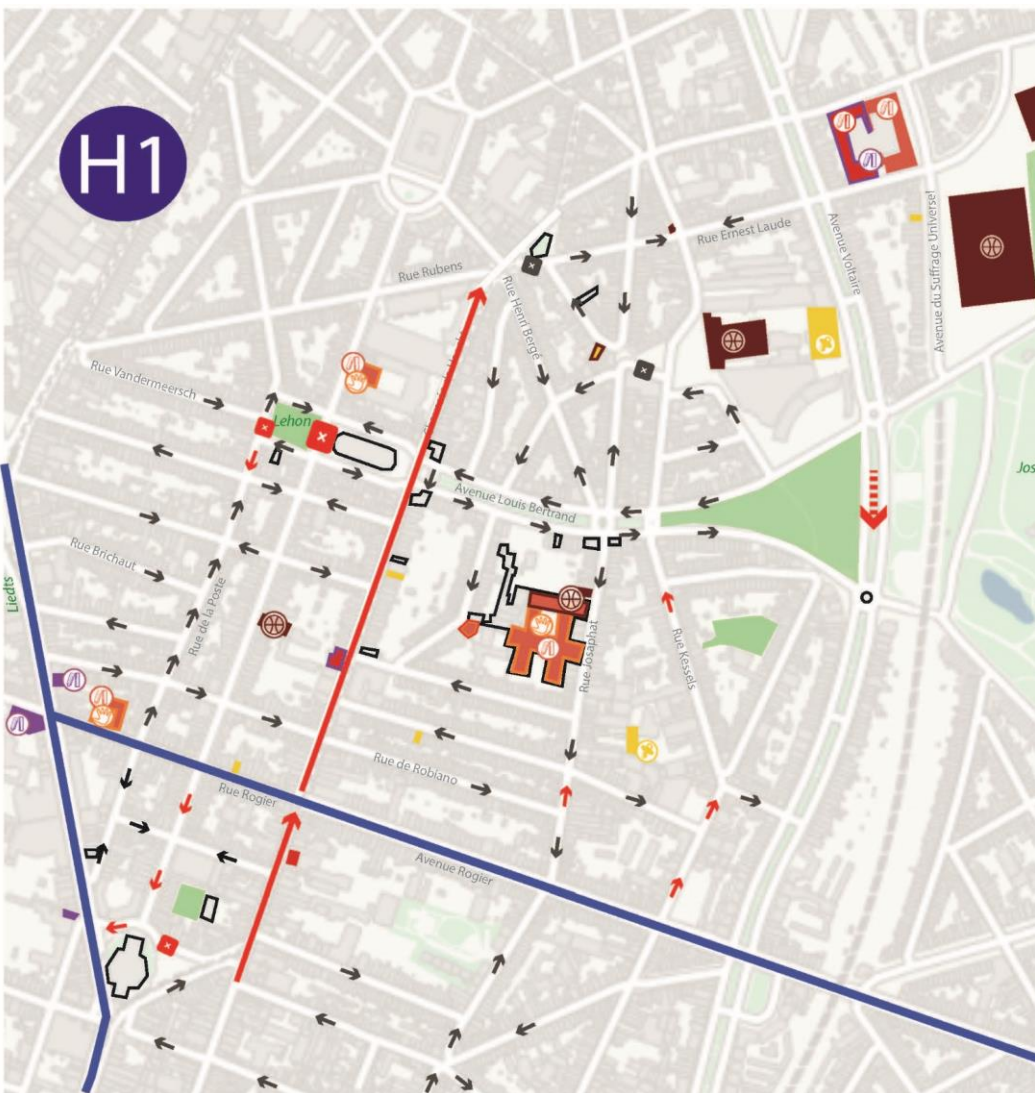 H1
Rue Ernest Laude
Avenue Voltaire
Avenue du Suffrage Universel
Rue Rubens
Rue Henri Bergé
Rue Vandermeersch
Lehon
Avenue Louis Bertrand
Rue Brichaut
Liedts
Rue de la Poste
Rue Josaphat
Rue Kessels
Rue de Robiano
Rue Rogier
Avenue Rogier
Jos